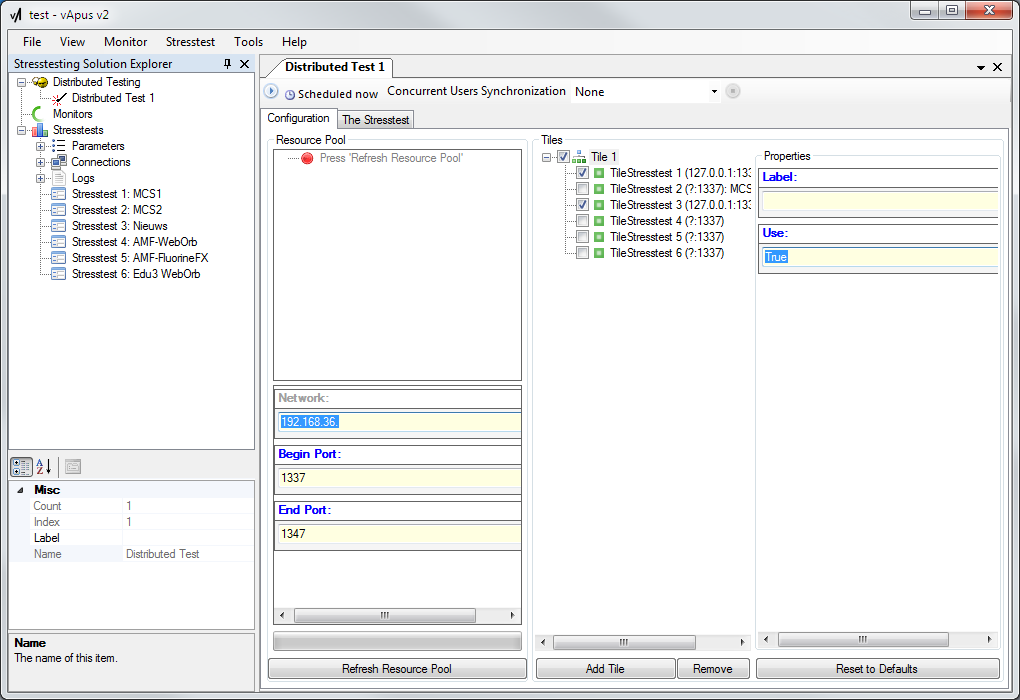 test - vApus v2
File View Monitor Stresstest Tools Help
Stresstesting Solution Explorer
Distributed Testing
Distributed Test 1
Monitors
Stresstests
Parameters
Connections
Logs
Stresstest 1: MCS1
Stresstest 2: MCS2
Stresstest 3: Nieuws
Stresstest 4: AMF-WebOrb
Stresstest 5: AMF-FluorineFX
Stresstest 6: Edu3 WebOrb
Misc
Count 1
Index 1
Label
Name Distributed Test
Name
The name of this item.
Distributed Test 1
Scheduled now Concurrent Users Synchronization None
Configuration The Stresstest
Resource Pool
Press 'Refresh Resource Pool'
Network:
192.168.36.
Begin Port:
1337
End Port:
1347
Refresh Resource Pool
Tiles
Tile 1
TileStresstest 1 (127.0.0.1:133
TileStresstest 2 (?:1337): MCS
TileStresstest 3 (127.0.0.1:133
TileStresstest 4 (?:1337)
TileStresstest 5 (?:1337)
TileStresstest 6 (?:1337)
Add Tile Remove
Properties
Label:
Use:
True
Reset to Defaults